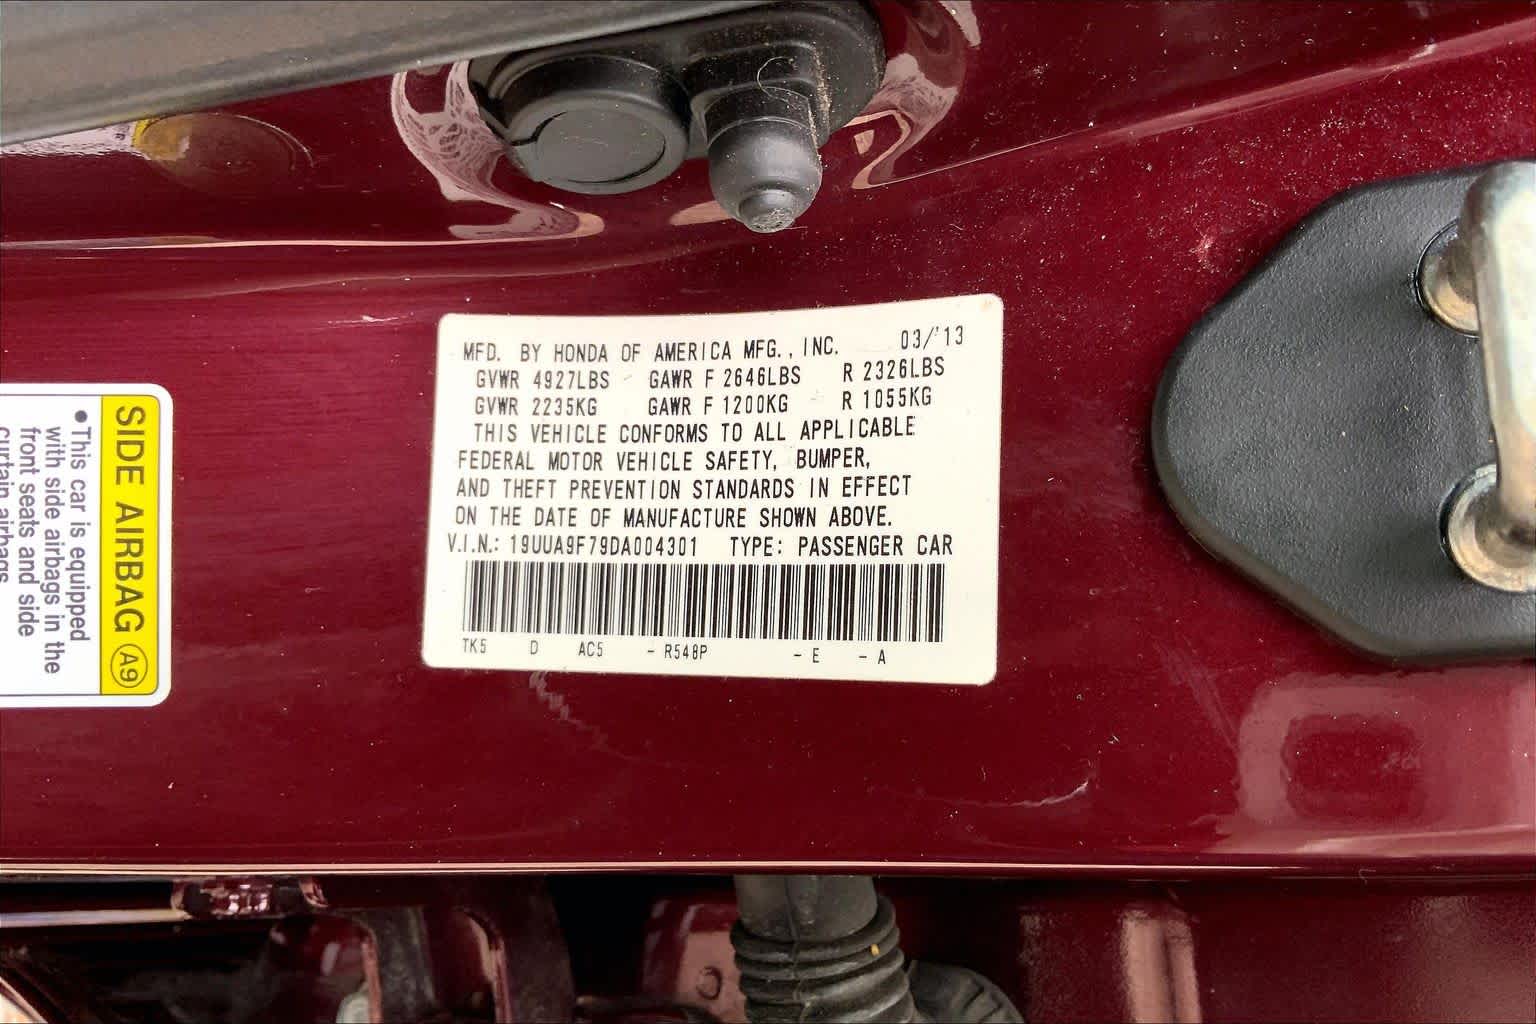 MFD. BY HONDA OF AMERICA MFG., INC. 03/'13
GVWR 4927LBS GAWR F 2646LBS R 2326LBS
GVWR 2235KG GAWR F 1200KG R 1055KG
THIS VEHICLE CONFORMS TO ALL APPLICABLE
FEDERAL MOTOR VEHICLE SAFETY, BUMPER,
AND THEFT PREVENTION STANDARDS IN EFFECT
ON THE DATE OF MANUFACTURE SHOWN ABOVE.
V.I.N.: 19UUA9F79DA004301 TYPE: PASSENGER CAR
TK5 D AC5 - R548P - E - A
SIDE AIRBAG A9
•This car is equipped
with side airbags in the
front seats and side
curtain airbags